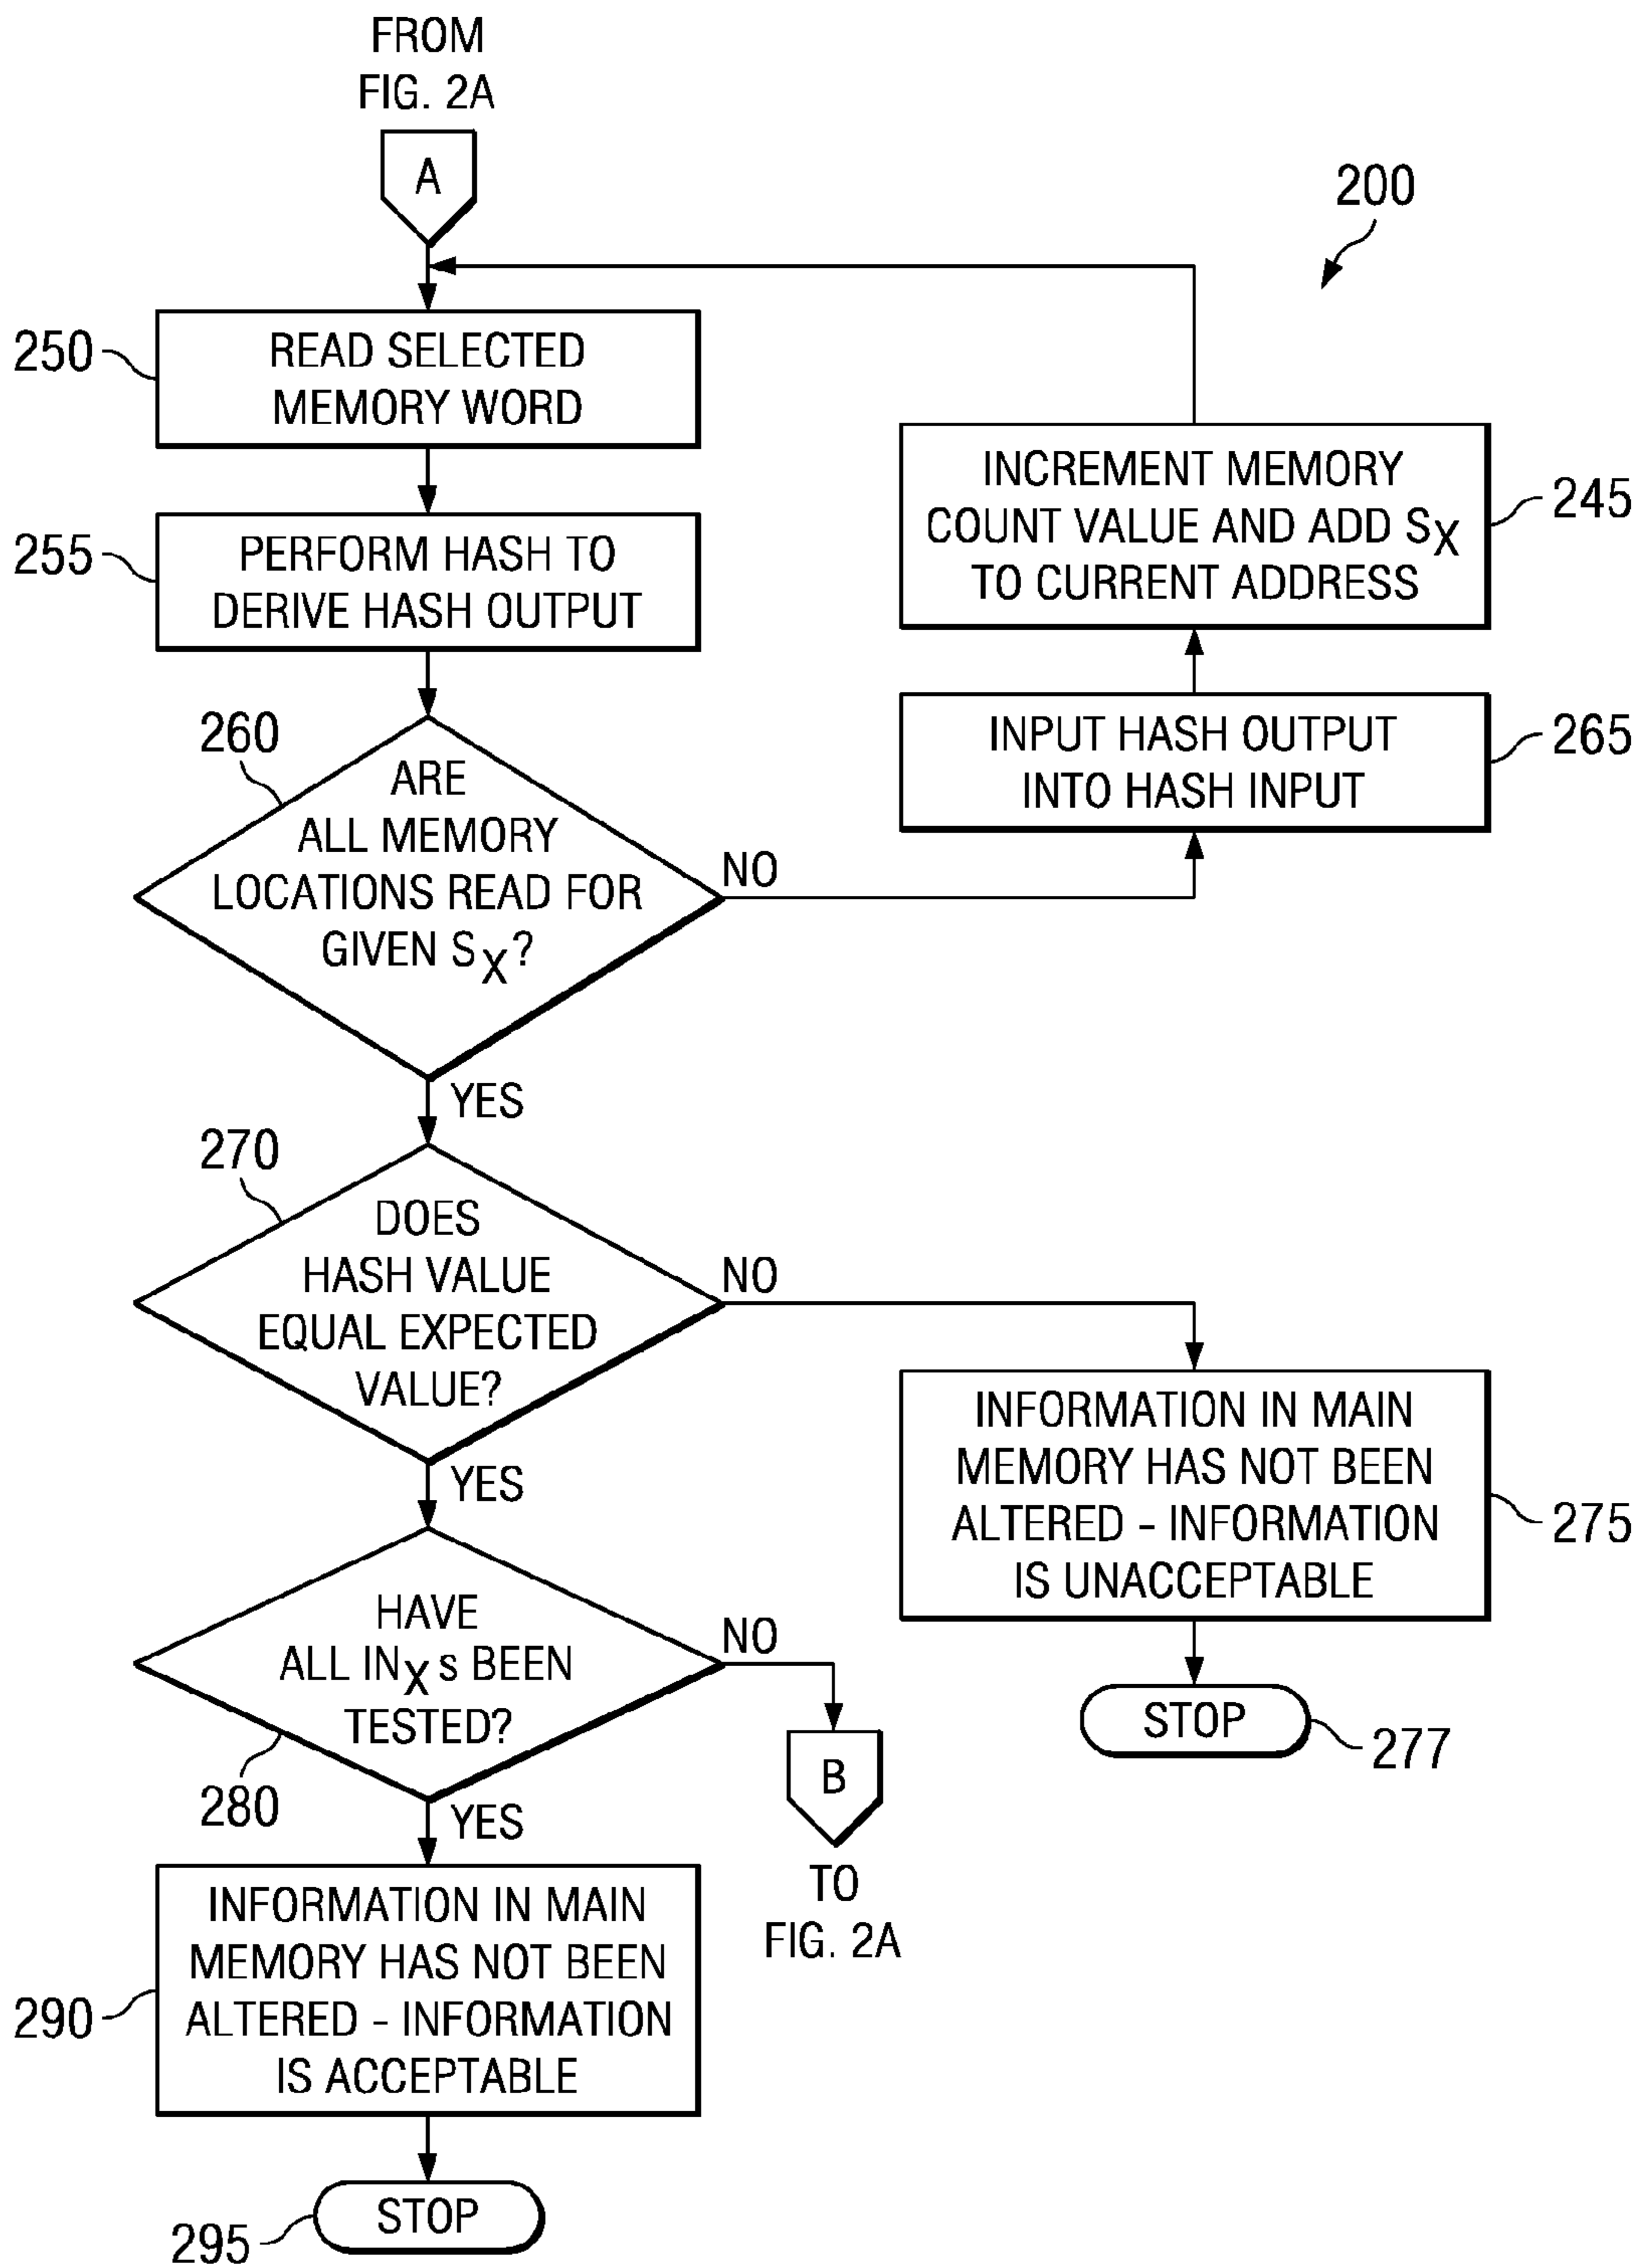 FROM
FIG. 2A
A
200
250
READ SELECTED
MEMORY WORD
INCREMENT MEMORY
COUNT VALUE AND ADD SX
TO CURRENT ADDRESS
245
255
PERFORM HASH TO
DERIVE HASH OUTPUT
INPUT HASH OUTPUT
INTO HASH INPUT
265
260
ARE
ALL MEMORY
LOCATIONS READ FOR
GIVEN SX?
NO
YES
270
DOES
HASH VALUE
EQUAL EXPECTED
VALUE?
NO
YES
INFORMATION IN MAIN
MEMORY HAS NOT BEEN
ALTERED - INFORMATION
IS UNACCEPTABLE
275
STOP
277
HAVE
ALL INX s BEEN
TESTED?
NO
280
YES
B
TO
FIG. 2A
INFORMATION IN MAIN
MEMORY HAS NOT BEEN
ALTERED - INFORMATION
IS ACCEPTABLE
290
STOP
295